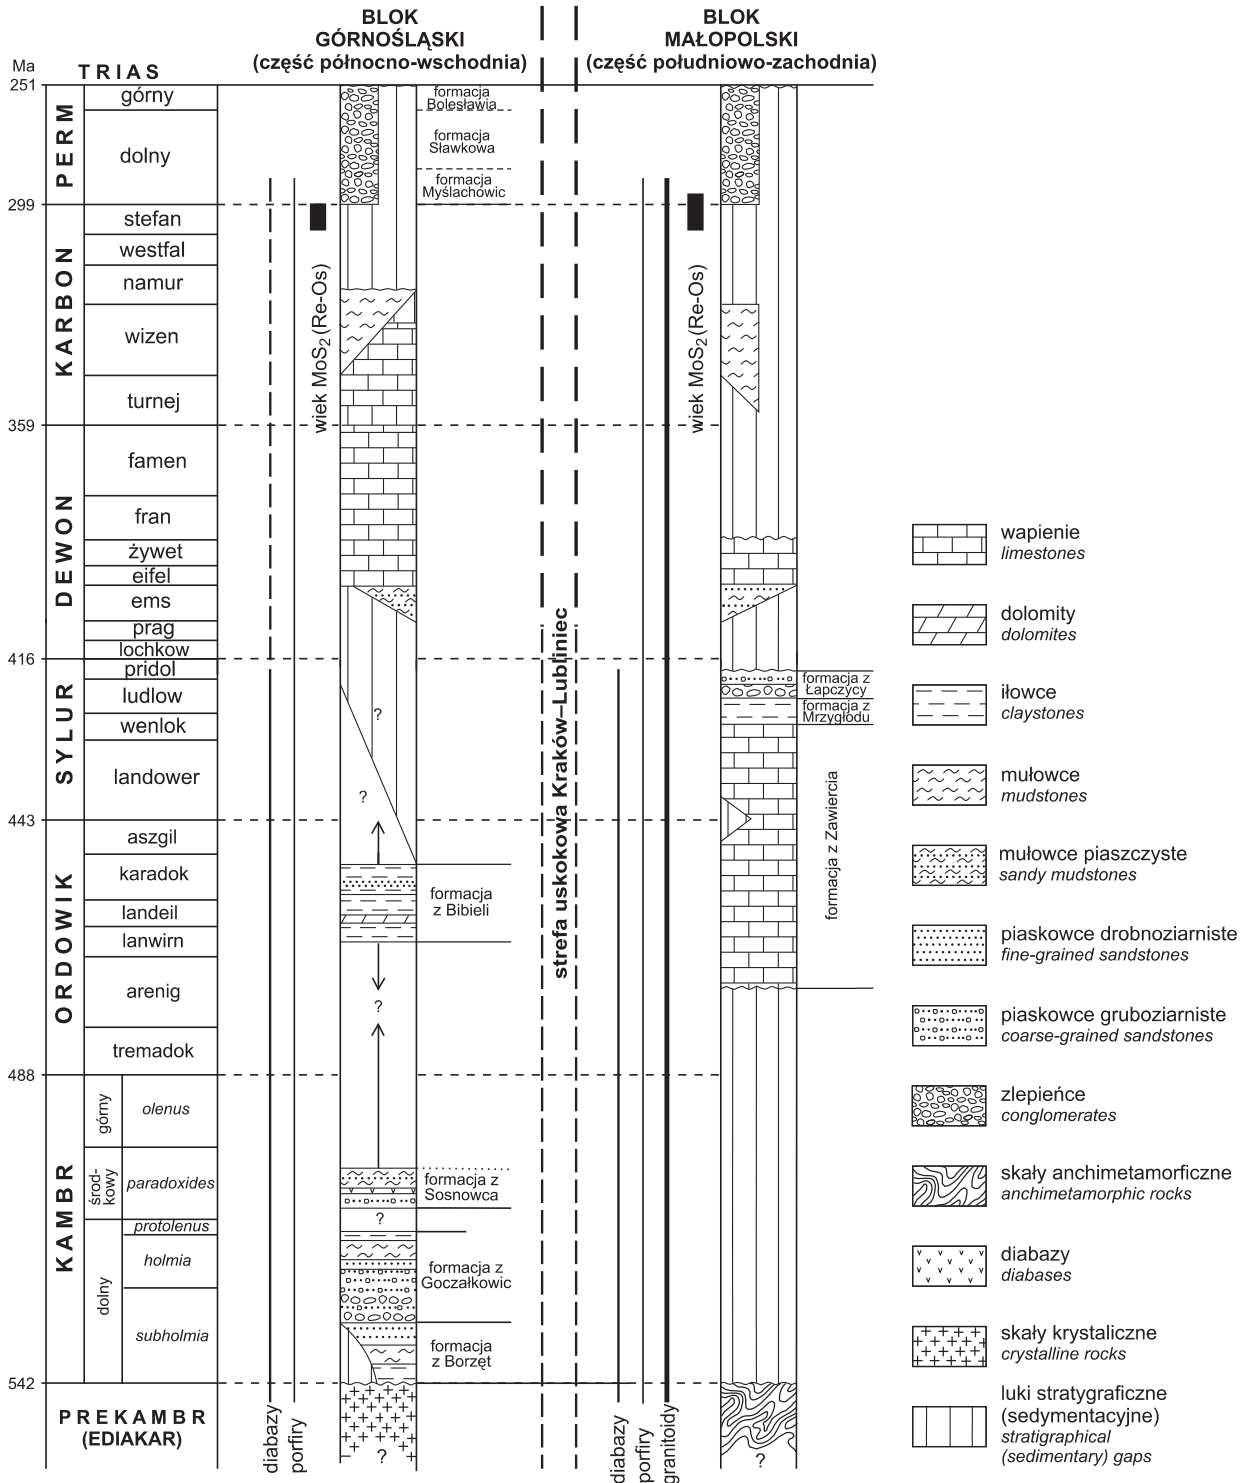 BLOK
GÓRNOŚLĄSKI
(część północno-wschodnia)
BLOK
MAŁOPOLSKI
(część południowo-zachodnia)
Ma
TRIAS
251
PERM
górny
dolny
299
KARBON
stefan
westfal
namur
wizen
turnej
359
DEWON
famen
fran
żywet
eifel
ems
prag
lochkow
416
SYLUR
pridol
ludlow
wenlok
landower
443
ORDOWIK
aszgil
karadok
landeil
lanwirn
arenig
tremadok
488
KAMBR
górny
olenus
środ-
kowy
paradoxides
dolny
protolenus
holmia
subholmia
542
PREKAMBR
(EDIAKAR)
diabazy
porfiry
wiek MoS₂(Re-Os)
formacja
Bolesławia
formacja
Sławkowa
formacja
Myślachowic
?
?
formacja
z Bibieli
?
formacja z
Sosnowca
?
formacja z
Goczałkowic
formacja
z Borzęt
?
strefa uskokowa Kraków–Lubliniec
diabazy
porfiry
granitoidy
wiek MoS₂(Re-Os)
formacja z
Łapczycy
formacja z
Mrzygłodu
formacja z Zawiercia
?
wapienie
limestones
dolomity
dolomites
iłowce
claystones
mułowce
mudstones
mułowce piaszczyste
sandy mudstones
piaskowce drobnoziarniste
fine-grained sandstones
piaskowce gruboziarniste
coarse-grained sandstones
zlepieńce
conglomerates
skały anchimetamorficzne
anchimetamorphic rocks
diabazy
diabases
skały krystaliczne
crystalline rocks
luki stratygraficzne
(sedymentacyjne)
stratigraphical
(sedimentary) gaps